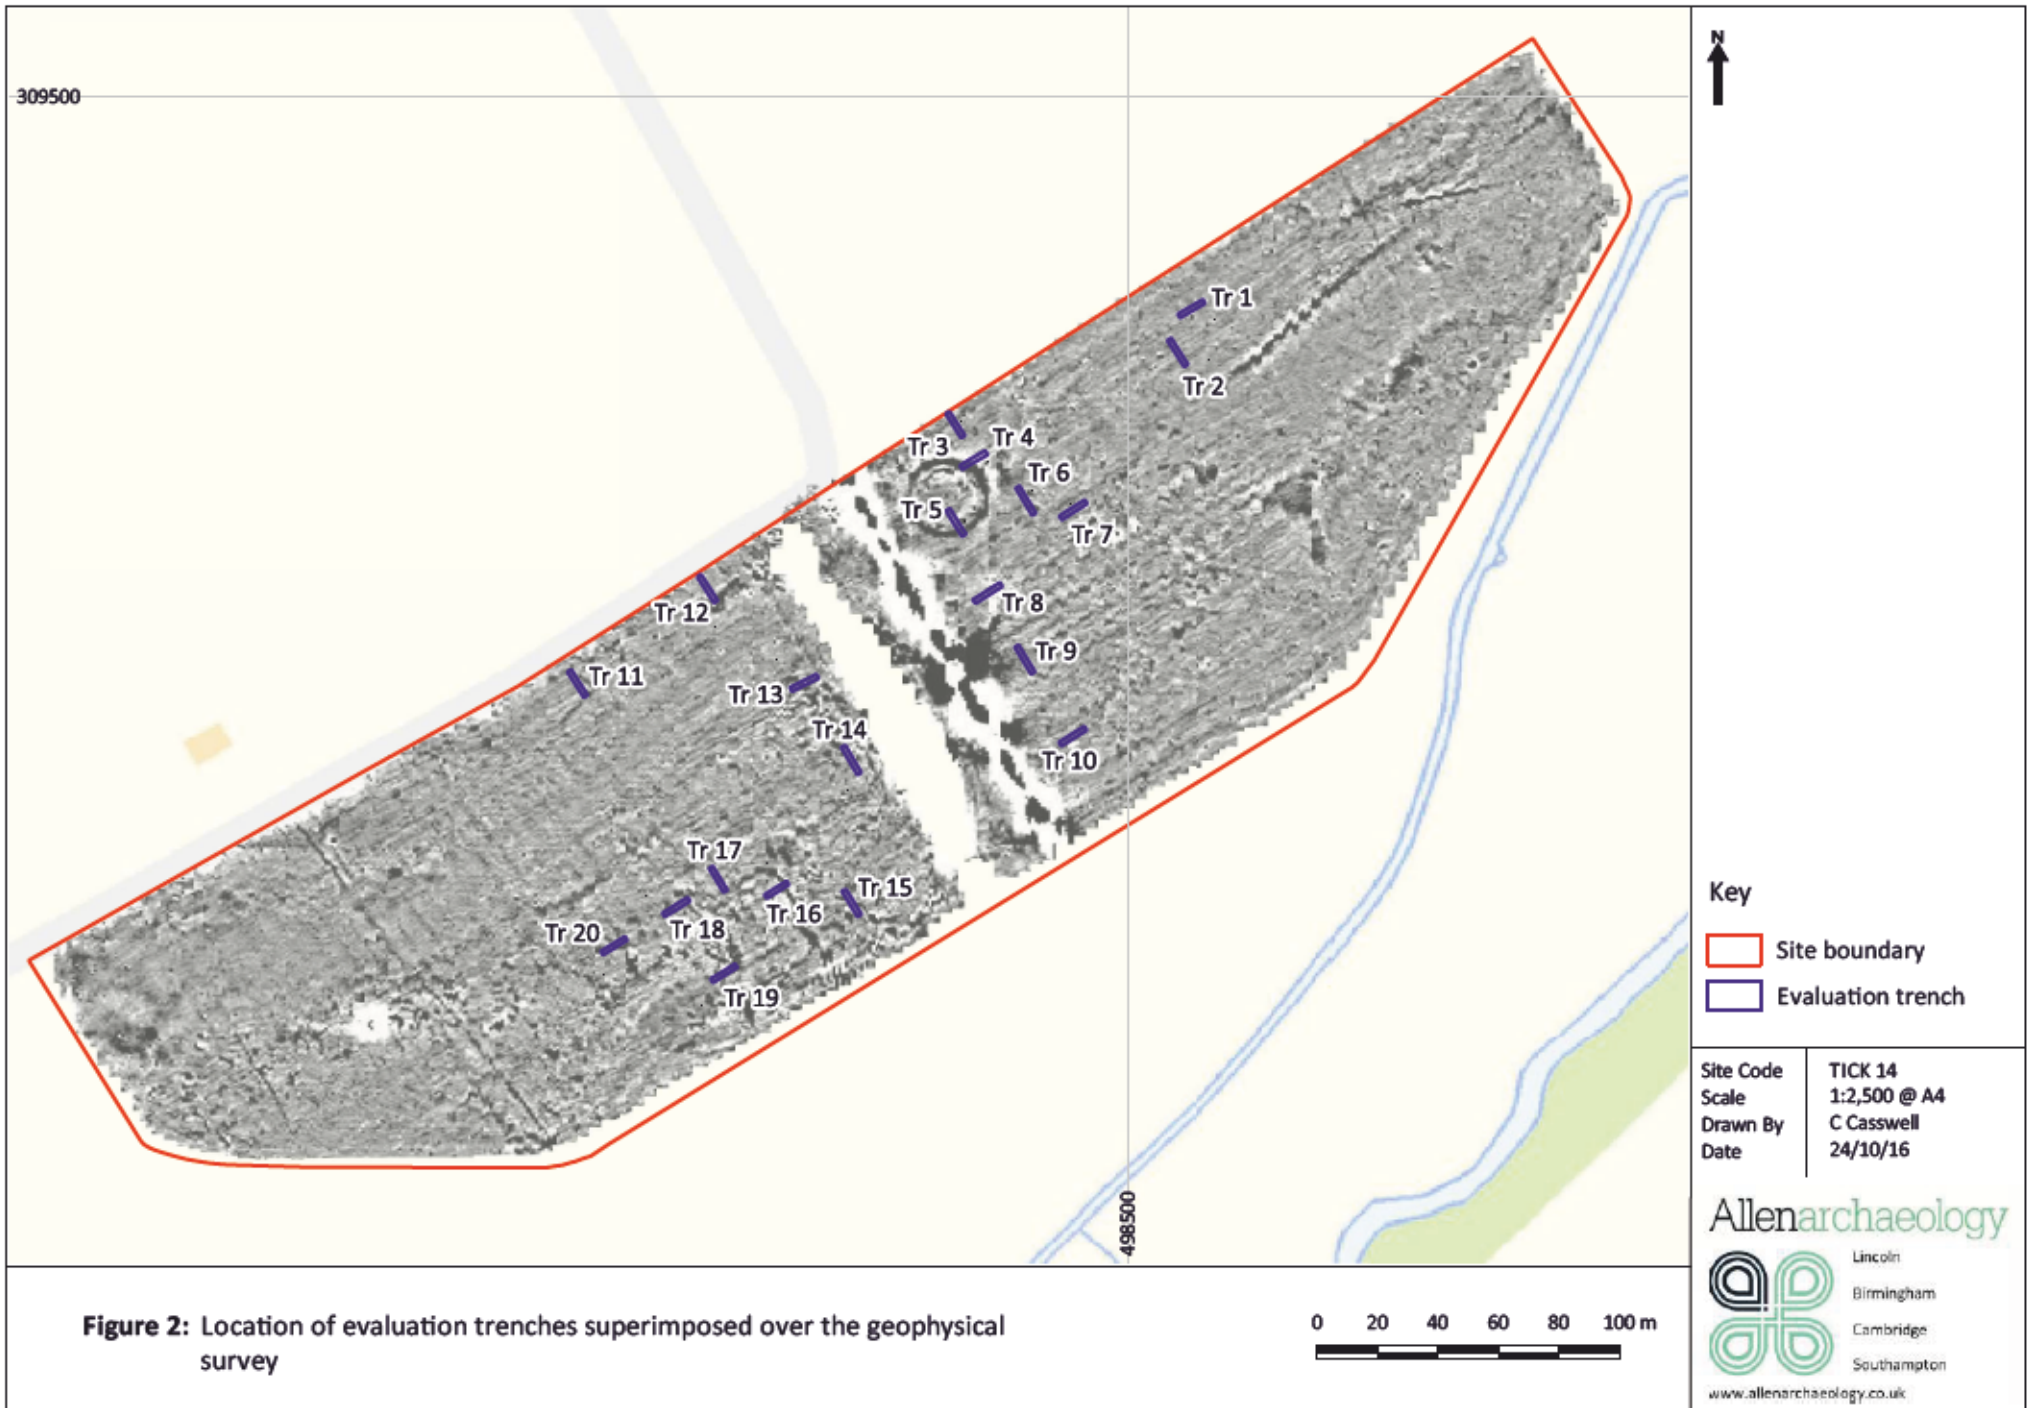 N
309500
Tr 1
Tr 2
Tr 3
Tr 4
Tr 6
Tr 5
Tr 7
Tr 8
Tr 12
Tr 9
Tr 11
Tr 13
Tr 14
Tr 10
Tr 17
Tr 15
Tr 16
Tr 18
Tr 20
Tr 19
498500
Key
Site boundary
Evaluation trench
Site Code TICK 14
Scale 1:2,500 @ A4
Drawn By C Casswell
Date 24/10/16
Allenarchaeology
Lincoln
Birmingham
Cambridge
Southampton
www.allenarchaeology.co.uk
Figure 2: Location of evaluation trenches superimposed over the geophysical
survey
0 20 40 60 80 100 m